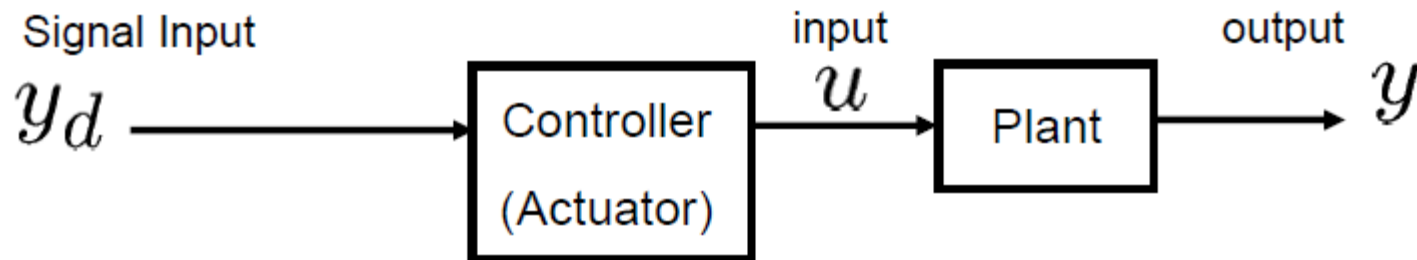 Signal Input
input
output
y_d
Controller
(Actuator)
u
Plant
y